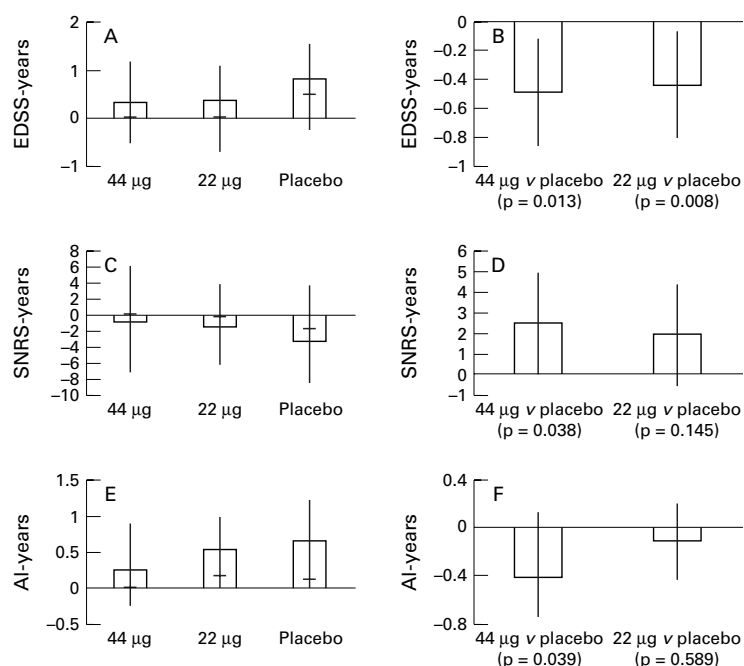 A
EDSS-years
2
1
0
–1
44 µg 22 µg Placebo
B
EDSS-years
0
–0.2
–0.4
–0.6
–0.8
–1
44 µg v placebo 22 µg v placebo
(p = 0.013) (p = 0.008)
C
SNRS-years
8
6
4
2
0
–2
–4
–6
–8
–10
44 µg 22 µg Placebo
D
SNRS-years
6
5
4
3
2
1
0
–1
44 µg v placebo 22 µg v placebo
(p = 0.038) (p = 0.145)
E
AI-years
1.5
1
0.5
0
–0.5
44 µg 22 µg Placebo
F
AI-years
0.4
0
–0.4
–0.8
44 µg v placebo 22 µg v placebo
(p = 0.039) (p = 0.589)